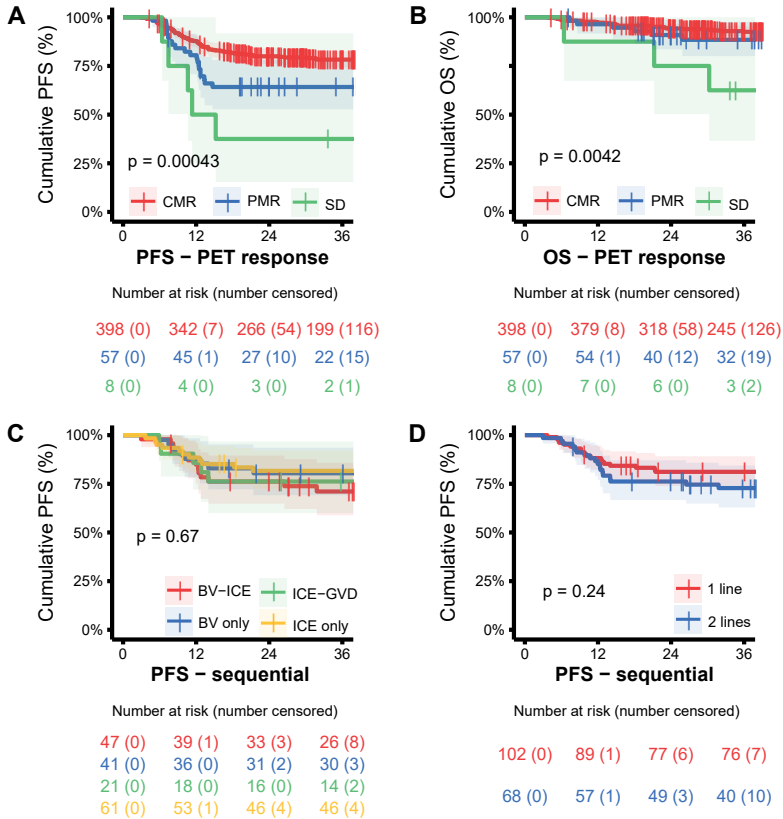 A
Cumulative PFS (%)
100%
75%
50%
25%
0%
p = 0.00043
CMR PMR SD
0 12 24 36
PFS − PET response
Number at risk (number censored)
398 (0) 342 (7) 266 (54) 199 (116)
57 (0) 45 (1) 27 (10) 22 (15)
8 (0) 4 (0) 3 (0) 2 (1)
B
Cumulative OS (%)
100%
75%
50%
25%
0%
p = 0.0042
CMR PMR SD
0 12 24 36
OS − PET response
Number at risk (number censored)
398 (0) 379 (8) 318 (58) 245 (126)
57 (0) 54 (1) 40 (12) 32 (19)
8 (0) 7 (0) 6 (0) 3 (2)
C
Cumulative PFS (%)
100%
75%
50%
25%
0%
p = 0.67
BV−ICE ICE−GVD
BV only ICE only
0 12 24 36
PFS − sequential
Number at risk (number censored)
47 (0) 39 (1) 33 (3) 26 (8)
41 (0) 36 (0) 31 (2) 30 (3)
21 (0) 18 (0) 16 (0) 14 (2)
61 (0) 53 (1) 46 (4) 46 (4)
D
Cumulative PFS (%)
100%
75%
50%
25%
0%
p = 0.24
1 line
2 lines
0 12 24 36
PFS − sequential
Number at risk (number censored)
102 (0) 89 (1) 77 (6) 76 (7)
68 (0) 57 (1) 49 (3) 40 (10)